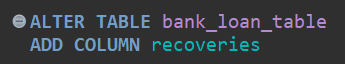 ALTER TABLE bank_loan_table
ADD COLUMN recoveries